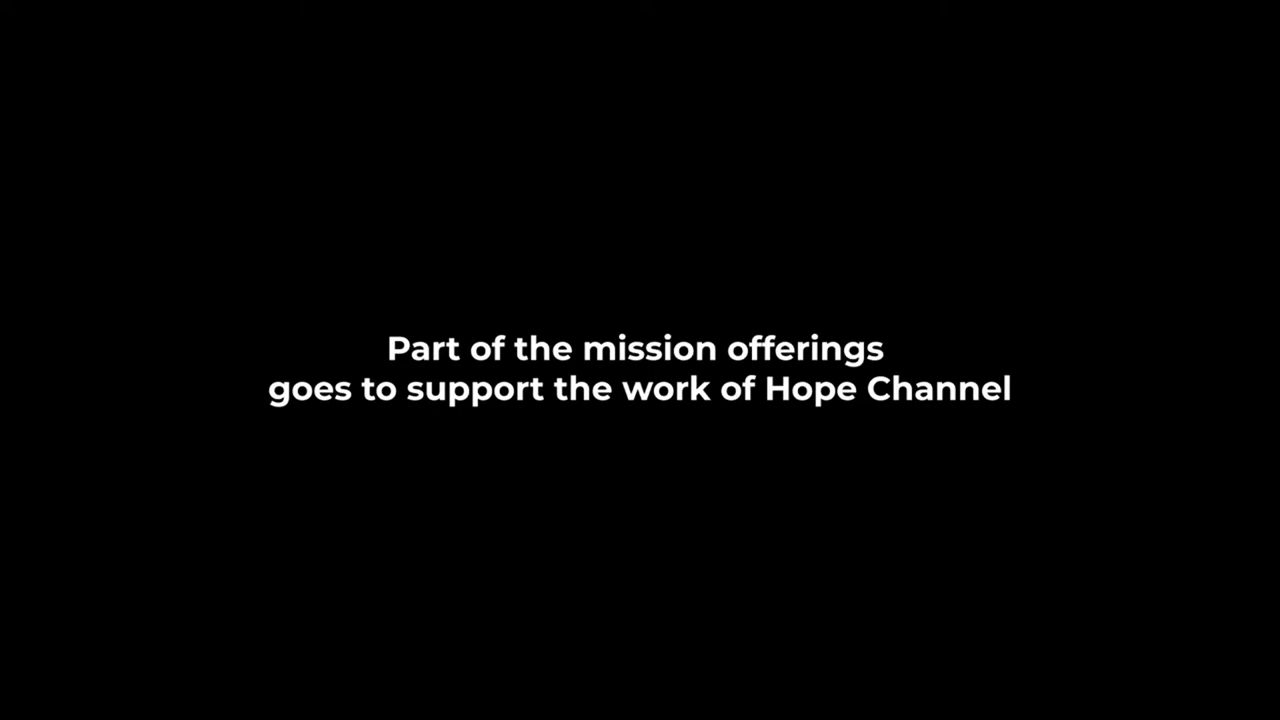 Part of the mission offerings
goes to support the work of Hope Channel